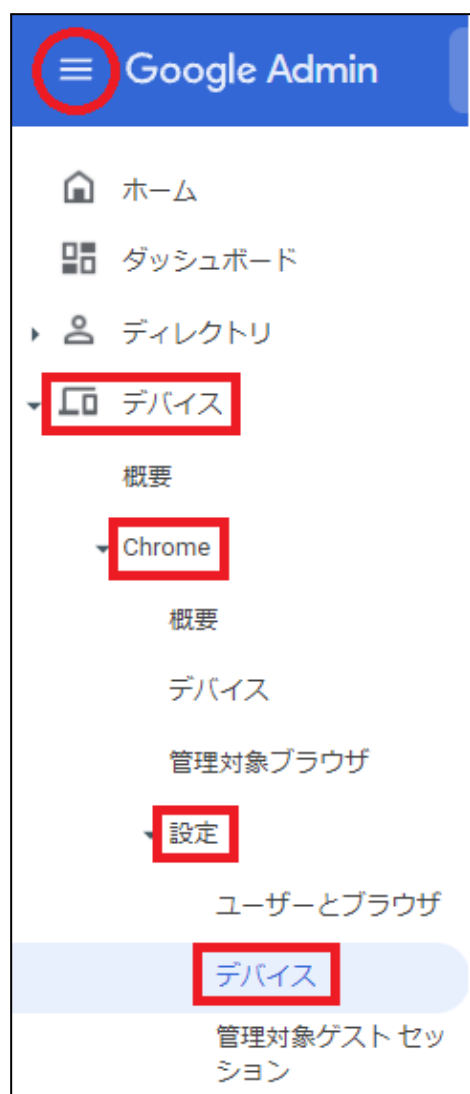 Google Admin
ホーム
ダッシュボード
ディレクトリ
デバイス
概要
Chrome
概要
デバイス
管理対象ブラウザ
設定
ユーザーとブラウザ
デバイス
管理対象ゲスト セッ
ション